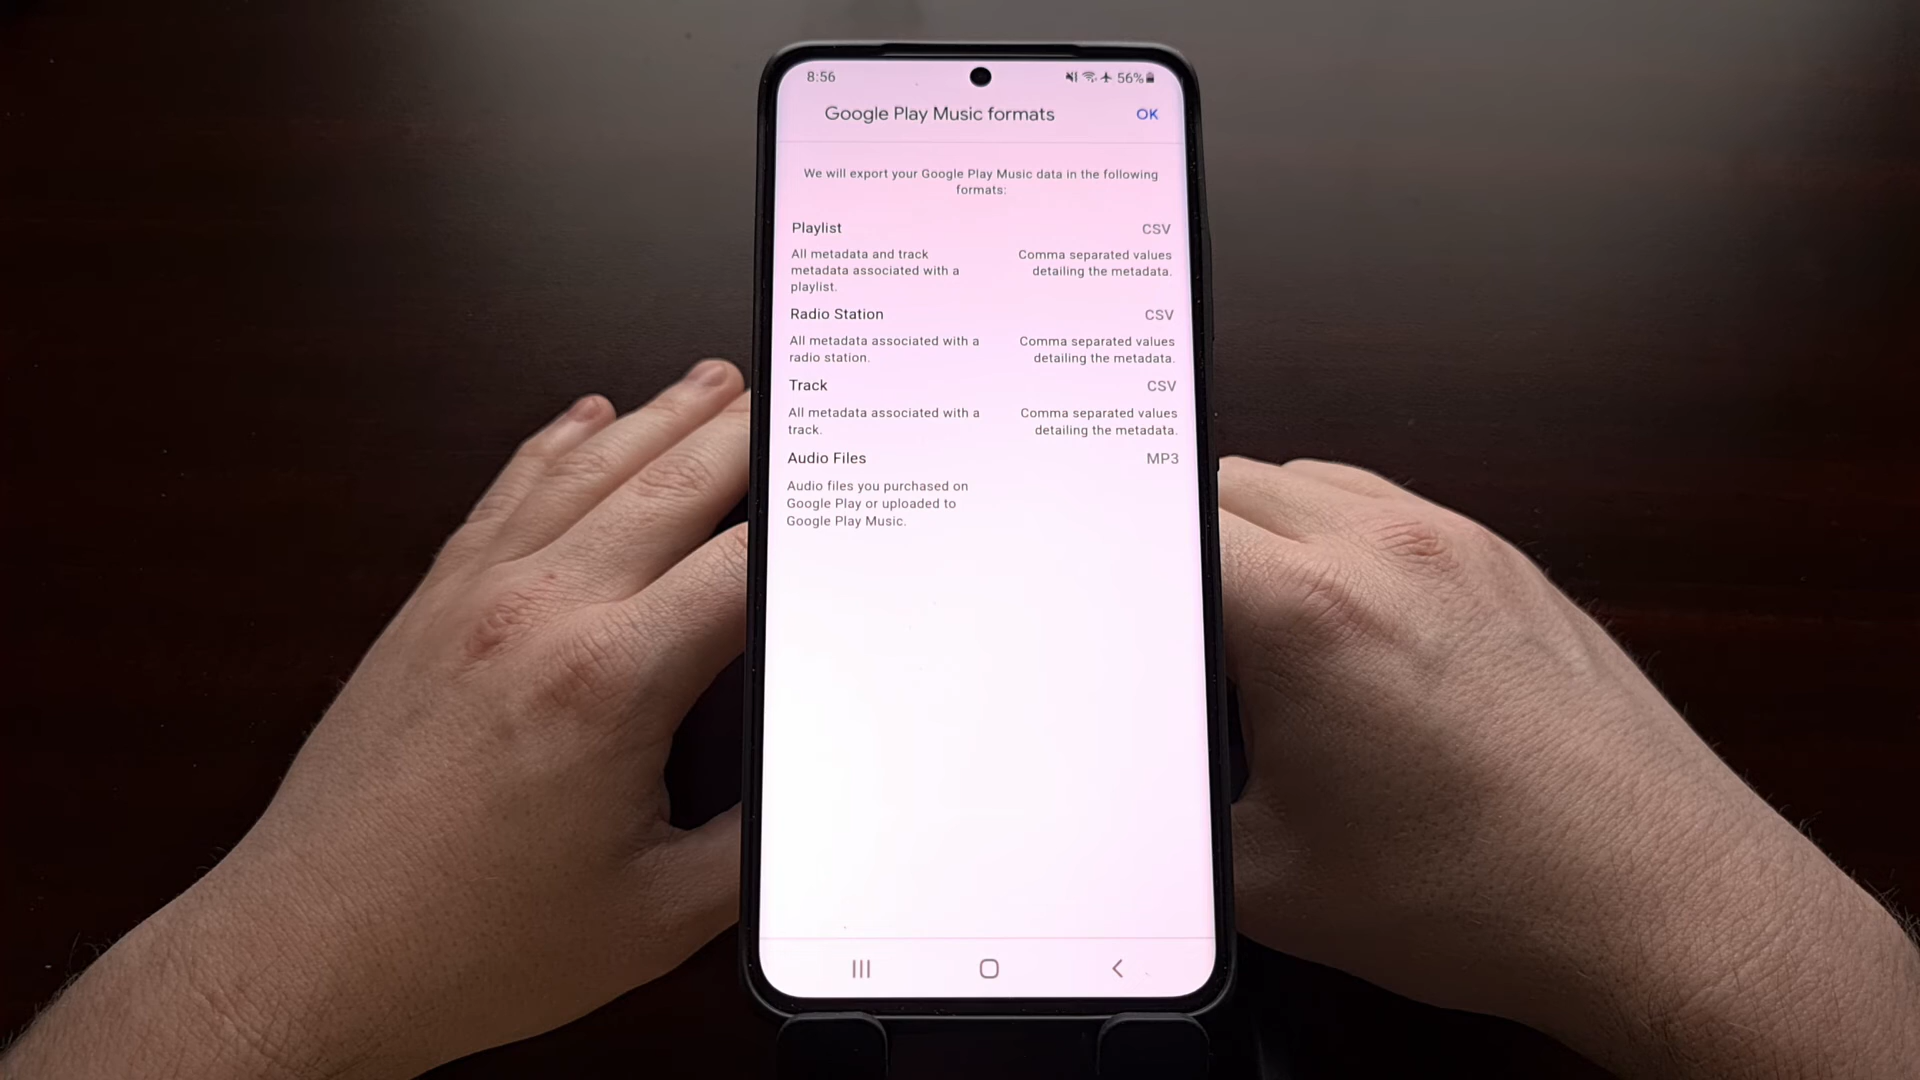 8:56
56%
Google Play Music formats
OK
We will export your Google Play Music data in the following
formats:
Playlist
CSV
All metadata and track
metadata associated with a
playlist.
Comma separated values
detailing the metadata.
Radio Station
CSV
All metadata associated with a
radio station.
Comma separated values
detailing the metadata.
Track
CSV
All metadata associated with a
track.
Comma separated values
detailing the metadata.
Audio Files
MP3
Audio files you purchased on
Google Play or uploaded to
Google Play Music.